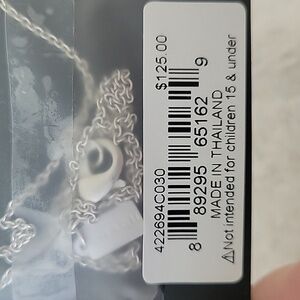 422694C030 $125.00
8 89295 65162 9
MADE IN THAILAND
⚠Not intended for children 15 & under